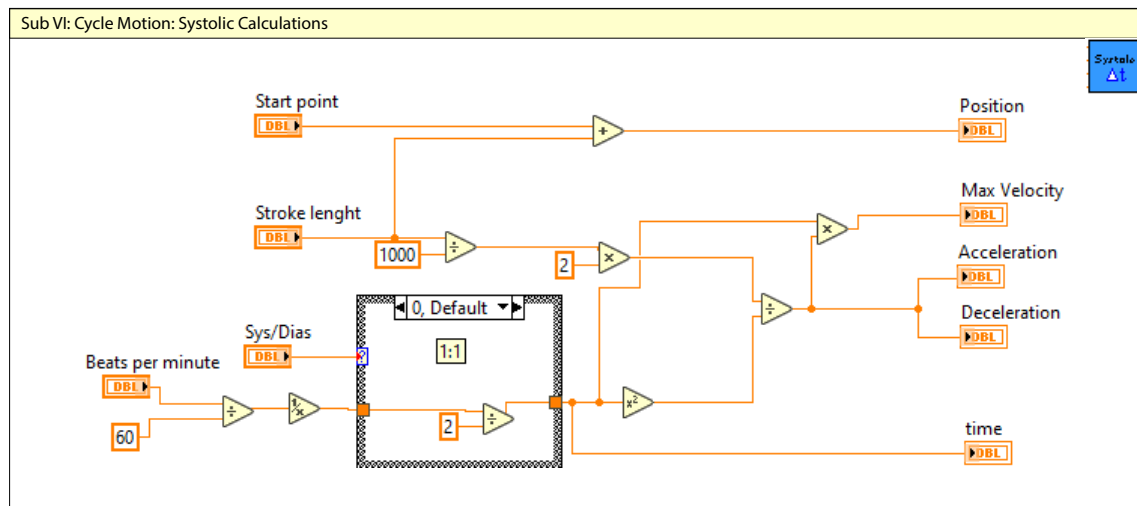 Sub VI: Cycle Motion: Systolic Calculations
Systole
Δt
Start point
DBL
+
Position
DBL
Stroke lenght
DBL
1000
÷
2
×
×
Max Velocity
DBL
Acceleration
DBL
÷
Deceleration
DBL
0, Default
1:1
Sys/Dias
DBL
?
Beats per minute
DBL
÷
60
1/x
2
÷
x²
time
DBL